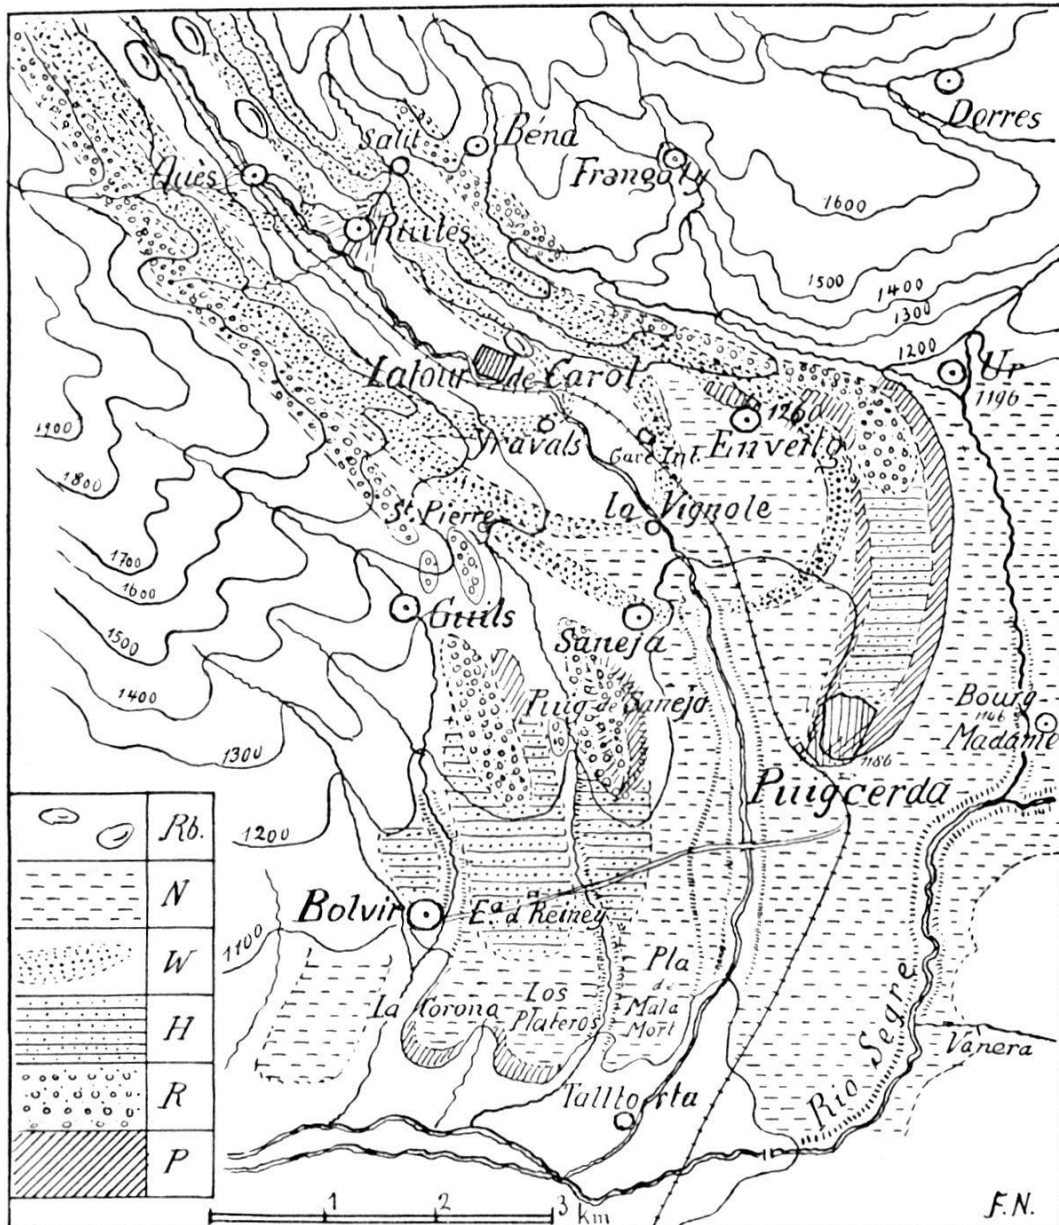 Dorres
Béna
Salit
Frangoly
Ques
Riutés
1600
1500
1400
1300
1200
Ur
1196
Latour de Carol
1260
Enveitg
Yravals
Gare Int.
1900
1800
1700
1600
1500
1400
1300
1200
1100
St. Pierre
la Vignole
Guils
Saneja
Puig de Saneja
Bourg
1146
Madame
1186
Puigcerda
Bolvir
Eª. d. Reiney
Pla
de
Mala
Mort
La Corona
Los
Plateros
Vanera
Rio Segre
Talltorta
Rb.
N
W
H
R
P
1 2 3
km
F.N.